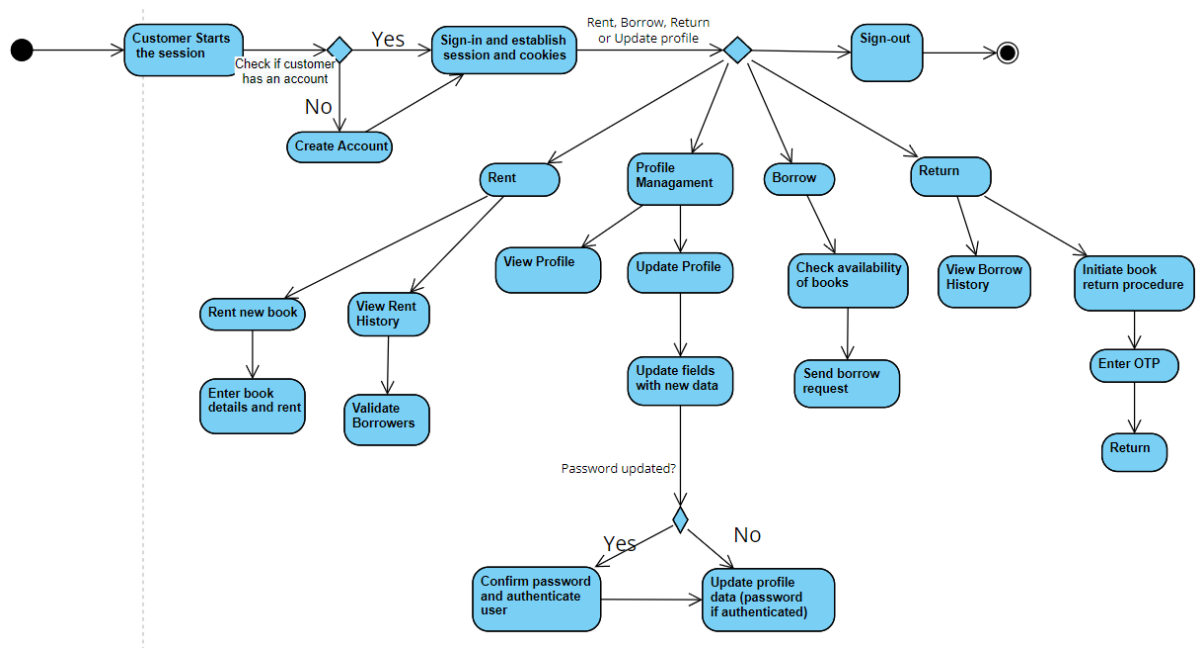 Customer Starts
the session
Check if customer
has an account
Yes
No
Create Account
Sign-in and establish
session and cookies
Rent, Borrow, Return
or Update profile
Sign-out
Rent
Profile
Managament
Borrow
Return
View Profile
Update Profile
Check availability
of books
View Borrow
History
Initiate book
return procedure
Rent new book
View Rent
History
Enter book
details and rent
Validate
Borrowers
Update fields
with new data
Send borrow
request
Enter OTP
Return
Password updated?
Yes
No
Confirm password
and authenticate
user
Update profile
data (password
if authenticated)